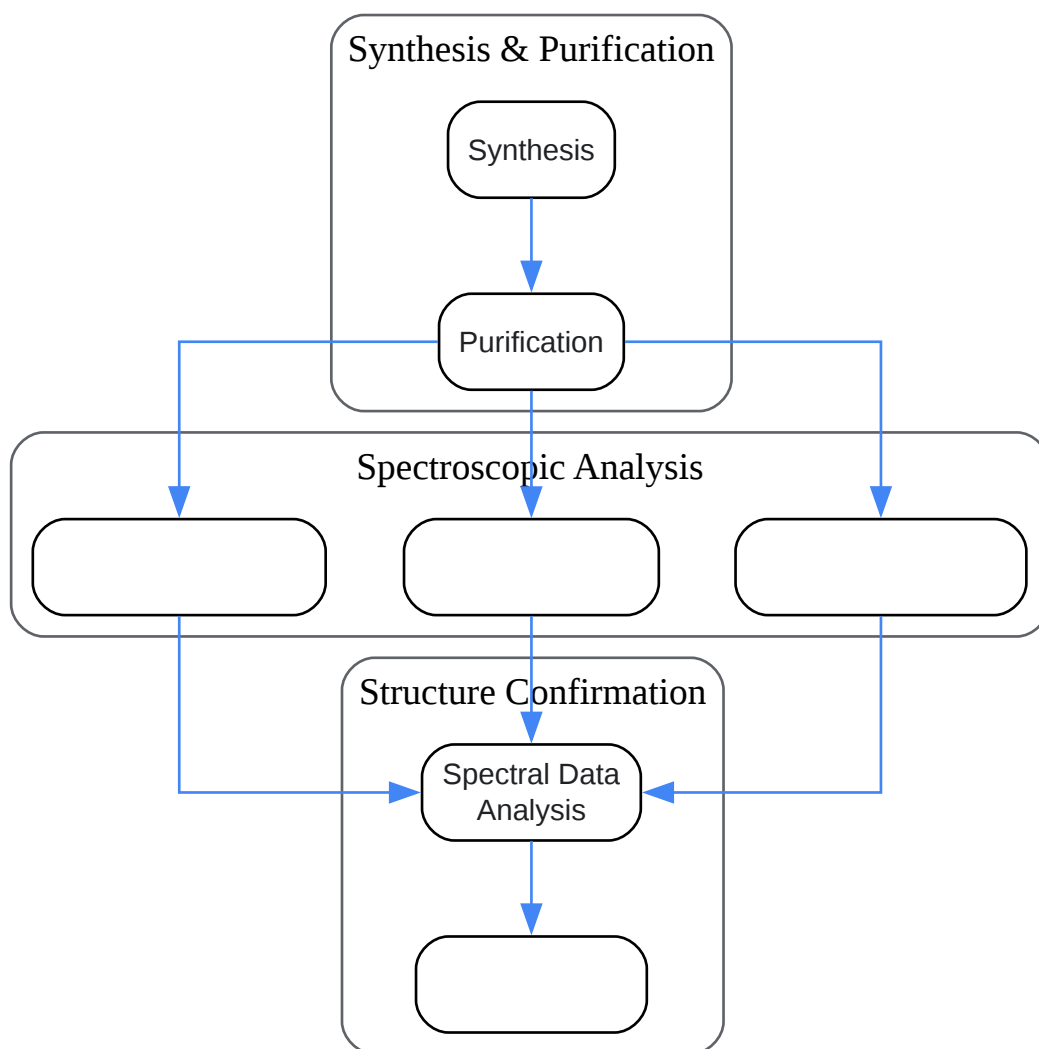 Synthesis & Purification
Synthesis
Purification
Spectroscopic Analysis
Structure Confirmation
Spectral Data
Analysis